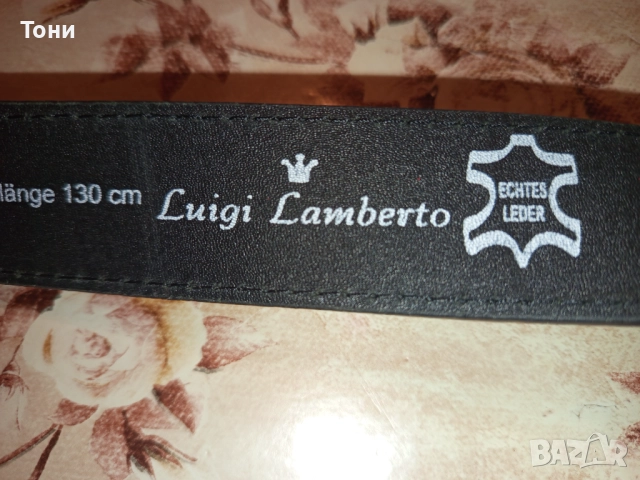 Тони
länge 130 cm
Luigi Lamberto
ECHTES
LEDER
BAZAR